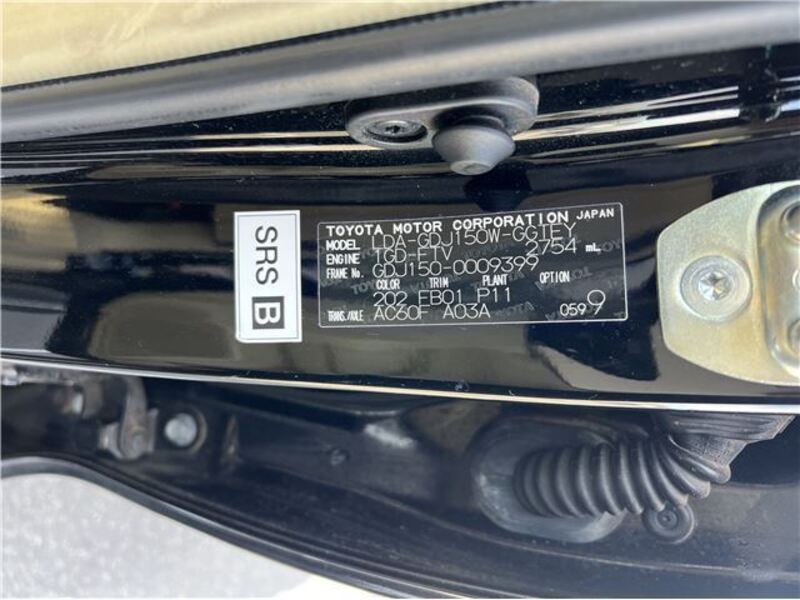 SRS B
TOYOTA MOTOR CORPORATION JAPAN
MODEL LDA-GDJ150W-GGTEY
ENGINE 1GD-FTV 2754 mL
FRAME No. GDJ150-0009399
COLOR TRIM PLANT OPTION
202 FB01 P11
TRANS./AXLE AC60F A03A 0597 9